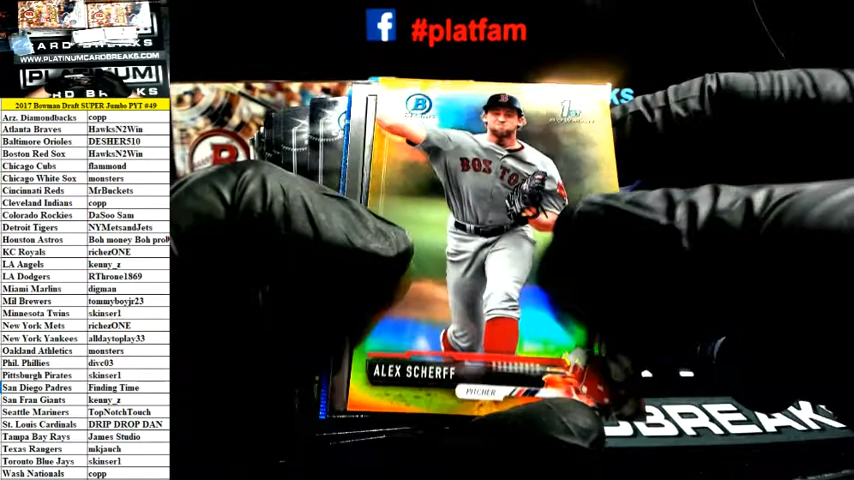 CARD BREAKS
WWW.PLATINUMCARDBREAKS.COM
PLATINUM
RD BREAKS
2017 Bowman Draft SUPER Jumbo PYT #49
Arz. Diamondbacks copp
Atlanta Braves HawksN2Win
Baltimore Orioles DESHER510
Boston Red Sox HawksN2Win
Chicago Cubs flammond
Chicago White Sox monsters
Cincinnati Reds MrBuckets
Cleveland Indians copp
Colorado Rockies DaSoo Sam
Detroit Tigers NYMetsandJets
Houston Astros Boh money Boh prob
KC Royals richezONE
LA Angels kenny_z
LA Dodgers RThrone1869
Miami Marlins digman
Mil Brewers tommyboyjr23
Minnesota Twins skinser1
New York Mets richezONE
New York Yankees alldaytoplay33
Oakland Athletics monsters
Phil. Phillies divc03
Pittsburgh Pirates skinser1
San Diego Padres Finding Time
San Fran Giants kenny_z
Seattle Mariners TopNotchTouch
St. Louis Cardinals DRIP DROP DAN
Tampa Bay Rays James Studio
Texas Rangers mkjauch
Toronto Blue Jays skinser1
Wash Nationals copp
f #platfam
KS
B
1st
BOWMAN
B
RED SOX
ALEX SCHERFF
PITCHER
MBREAK